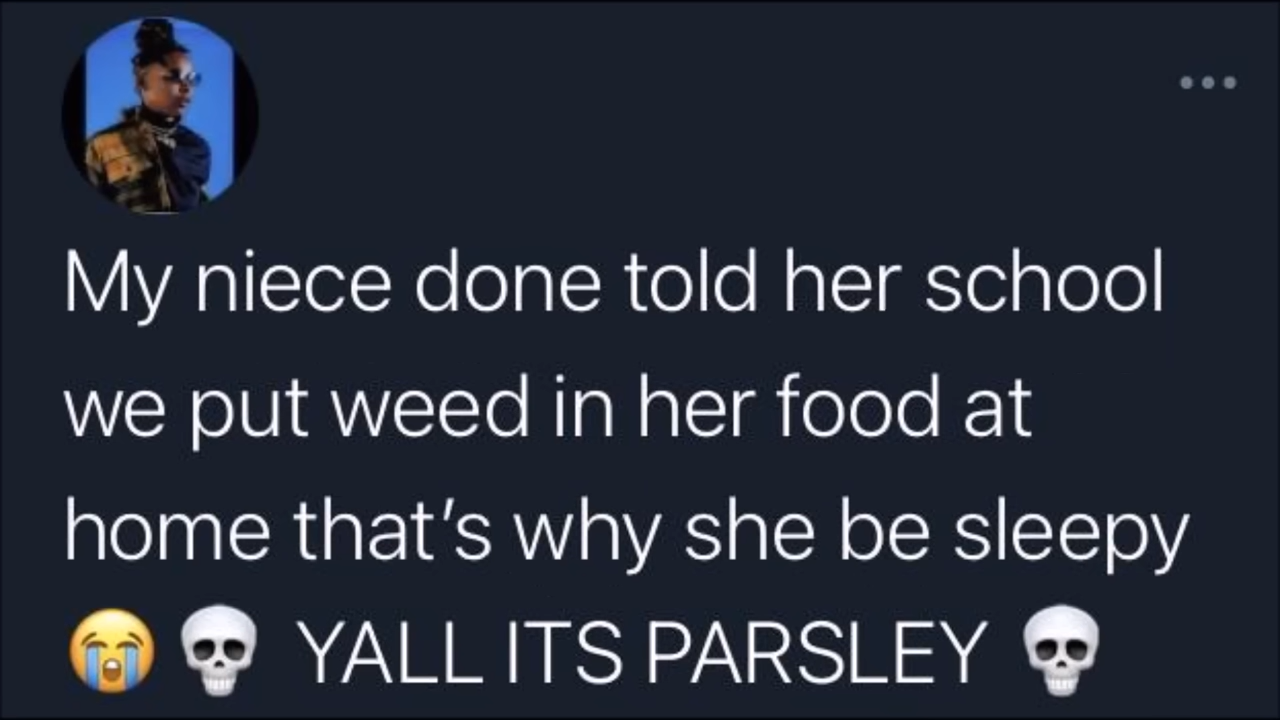 My niece done told her school
we put weed in her food at
home that’s why she be sleepy
😭💀 YALL ITS PARSLEY 💀